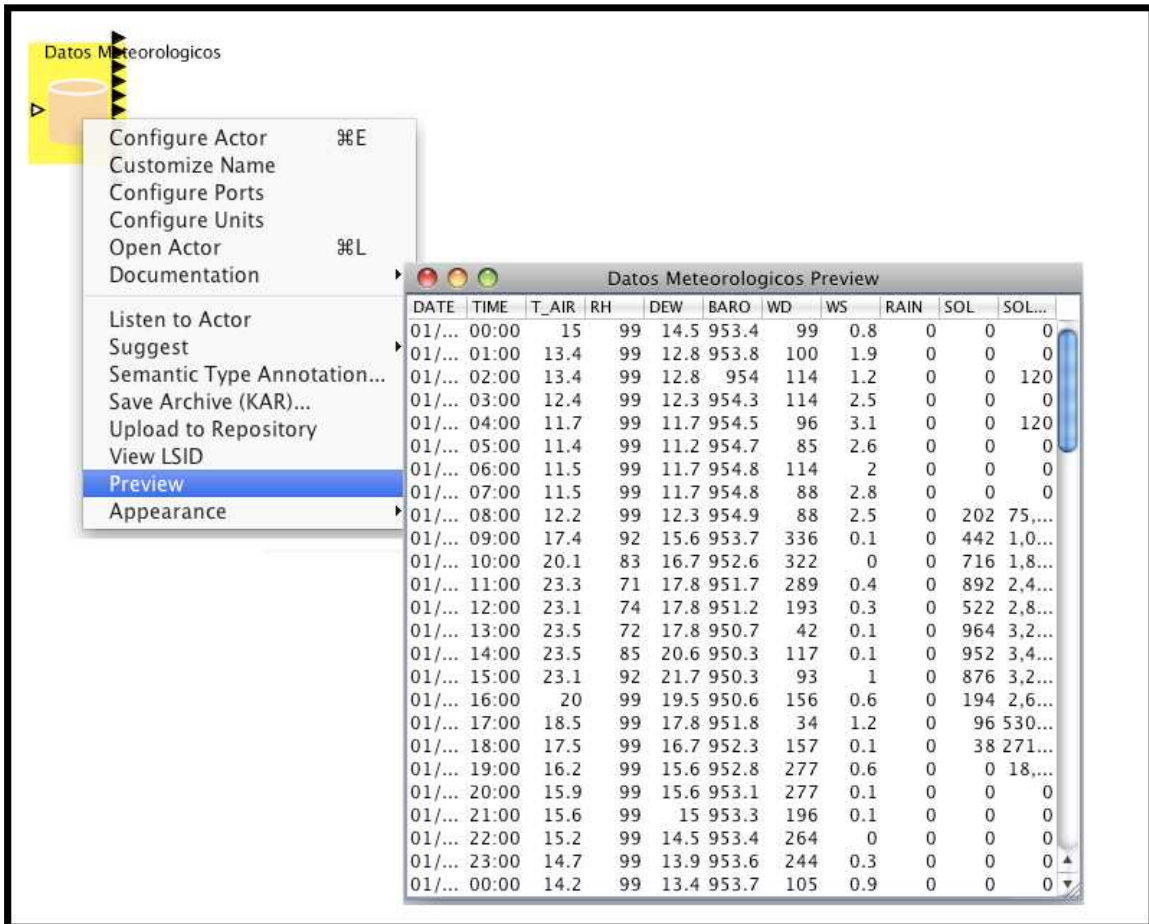 Datos Meteorologicos
Configure Actor ⌘E
Customize Name
Configure Ports
Configure Units
Open Actor ⌘L
Documentation
Listen to Actor
Suggest
Semantic Type Annotation...
Save Archive (KAR)...
Upload to Repository
View LSID
Preview
Appearance
Datos Meteorologicos Preview
DATE TIME T_AIR RH DEW BARO WD WS RAIN SOL SOL...
01/... 00:00 15 99 14.5 953.4 99 0.8 0 0 0
01/... 01:00 13.4 99 12.8 953.8 100 1.9 0 0 0
01/... 02:00 13.4 99 12.8 954 114 1.2 0 0 120
01/... 03:00 12.4 99 12.3 954.3 114 2.5 0 0 0
01/... 04:00 11.7 99 11.7 954.5 96 3.1 0 0 120
01/... 05:00 11.4 99 11.2 954.7 85 2.6 0 0 0
01/... 06:00 11.5 99 11.7 954.8 114 2 0 0 0
01/... 07:00 11.5 99 11.7 954.8 88 2.8 0 0 0
01/... 08:00 12.2 99 12.3 954.9 88 2.5 0 202 75,...
01/... 09:00 17.4 92 15.6 953.7 336 0.1 0 442 1,0...
01/... 10:00 20.1 83 16.7 952.6 322 0 0 716 1,8...
01/... 11:00 23.3 71 17.8 951.7 289 0.4 0 892 2,4...
01/... 12:00 23.1 74 17.8 951.2 193 0.3 0 522 2,8...
01/... 13:00 23.5 72 17.8 950.7 42 0.1 0 964 3,2...
01/... 14:00 23.5 85 20.6 950.3 117 0.1 0 952 3,4...
01/... 15:00 23.1 92 21.7 950.3 93 1 0 876 3,2...
01/... 16:00 20 99 19.5 950.6 156 0.6 0 194 2,6...
01/... 17:00 18.5 99 17.8 951.8 34 1.2 0 96 530...
01/... 18:00 17.5 99 16.7 952.3 157 0.1 0 38 271...
01/... 19:00 16.2 99 15.6 952.8 277 0.6 0 0 18,...
01/... 20:00 15.9 99 15.6 953.1 277 0.1 0 0 0
01/... 21:00 15.6 99 15 953.3 196 0.1 0 0 0
01/... 22:00 15.2 99 14.5 953.4 264 0 0 0 0
01/... 23:00 14.7 99 13.9 953.6 244 0.3 0 0 0
01/... 00:00 14.2 99 13.4 953.7 105 0.9 0 0 0